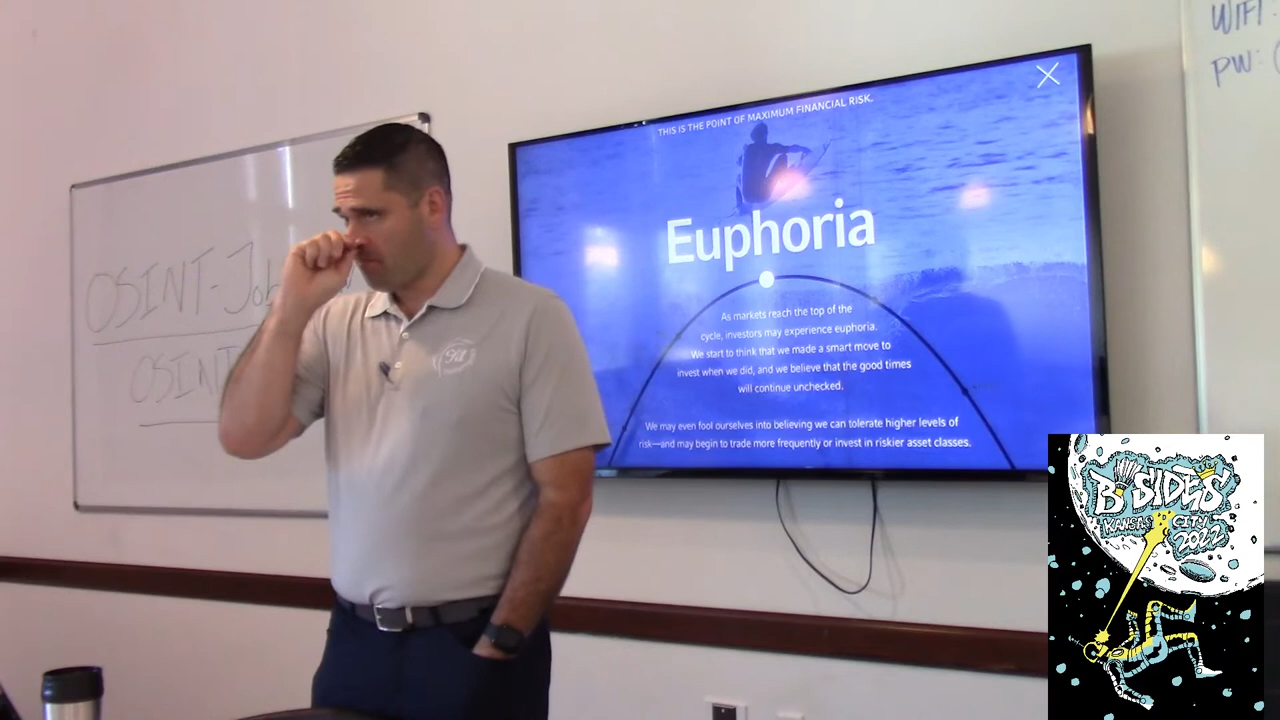 WIFI:
PW:
THIS IS THE POINT OF MAXIMUM FINANCIAL RISK.
Euphoria
As markets reach the top of the
cycle, investors may experience euphoria.
We start to think that we made a smart move to
invest when we did, and we believe that the good times
will continue unchecked.
We may even fool ourselves into believing we can tolerate higher levels of
risk—and may begin to trade more frequently or invest in riskier asset classes.
OSINT-Job
OSINT
B SIDES
KANSAS CITY
2022